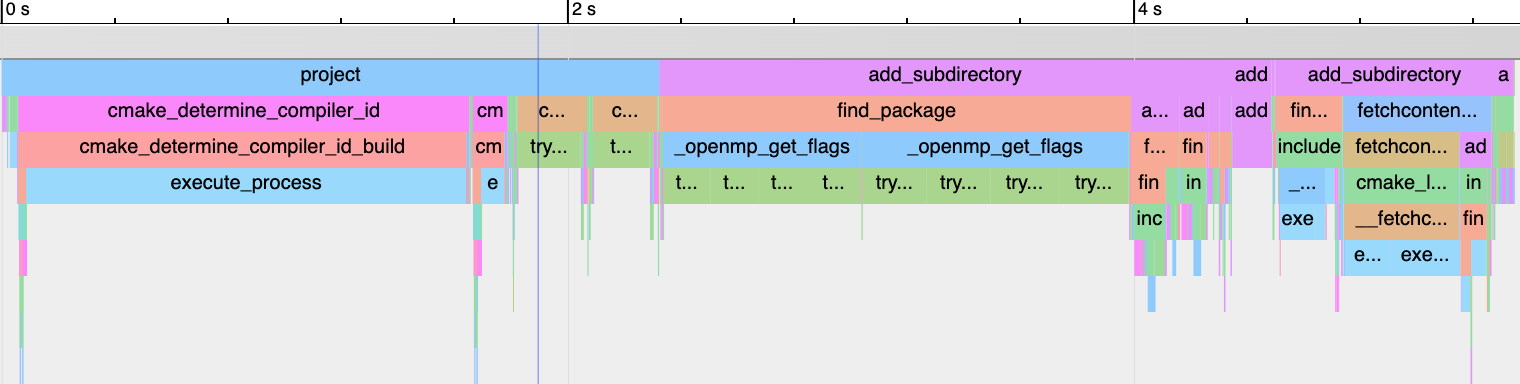 0 s 2 s 4 s
project add_subdirectory add add_subdirectory a
cmake_determine_compiler_id cm c... c... find_package a... ad add fin... fetchconten...
cmake_determine_compiler_id_build cm try... t... _openmp_get_flags _openmp_get_flags f... fin include fetchcon... ad
execute_process e t... t... t... t... try... try... try... try... fin in _... cmake_l... in
inc exe __fetchc... fin
e... exe...